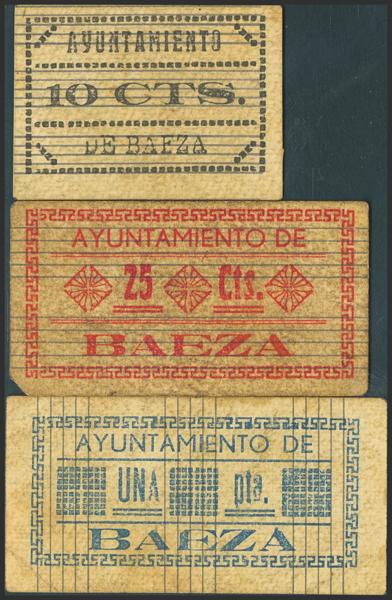 AYUNTAMIENTO
10 CTS.
DE BAEZA
AYUNTAMIENTO DE
25 Cts.
BAEZA
AYUNTAMIENTO DE
UNA pta.
BAEZA